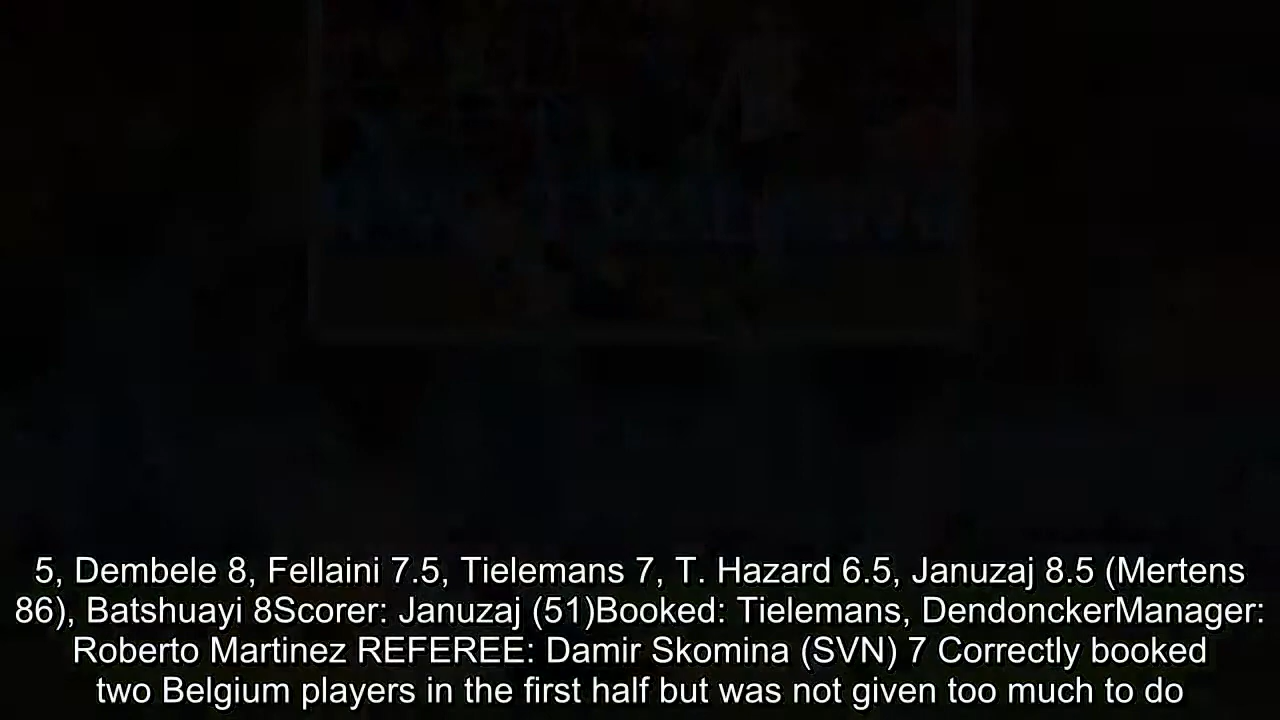 5, Dembele 8, Fellaini 7.5, Tielemans 7, T. Hazard 6.5, Januzaj 8.5 (Mertens
86), Batshuayi 8Scorer: Januzaj (51)Booked: Tielemans, DendonckerManager:
Roberto Martinez REFEREE: Damir Skomina (SVN) 7 Correctly booked
two Belgium players in the first half but was not given too much to do